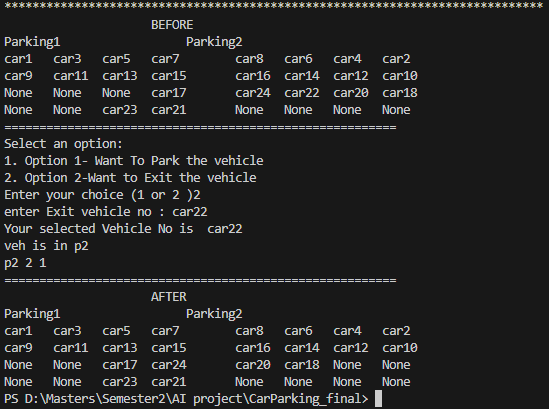 *****************************************************************************
BEFORE
Parking1 Parking2
car1 car3 car5 car7 car8 car6 car4 car2
car9 car11 car13 car15 car16 car14 car12 car10
None None None car17 car24 car22 car20 car18
None None car23 car21 None None None None
========================================================
Select an option:
1. Option 1- Want To Park the vehicle
2. Option 2-Want to Exit the vehicle
Enter your choice (1 or 2 )2
enter Exit vehicle no : car22
Your selected Vehicle No is  car22
veh is in p2
p2 2 1
========================================================
AFTER
Parking1 Parking2
car1 car3 car5 car7 car8 car6 car4 car2
car9 car11 car13 car15 car16 car14 car12 car10
None None car17 car24 car20 car18 None None
None None car23 car21 None None None None
PS D:\Masters\Semester2\AI project\CarParking_final>